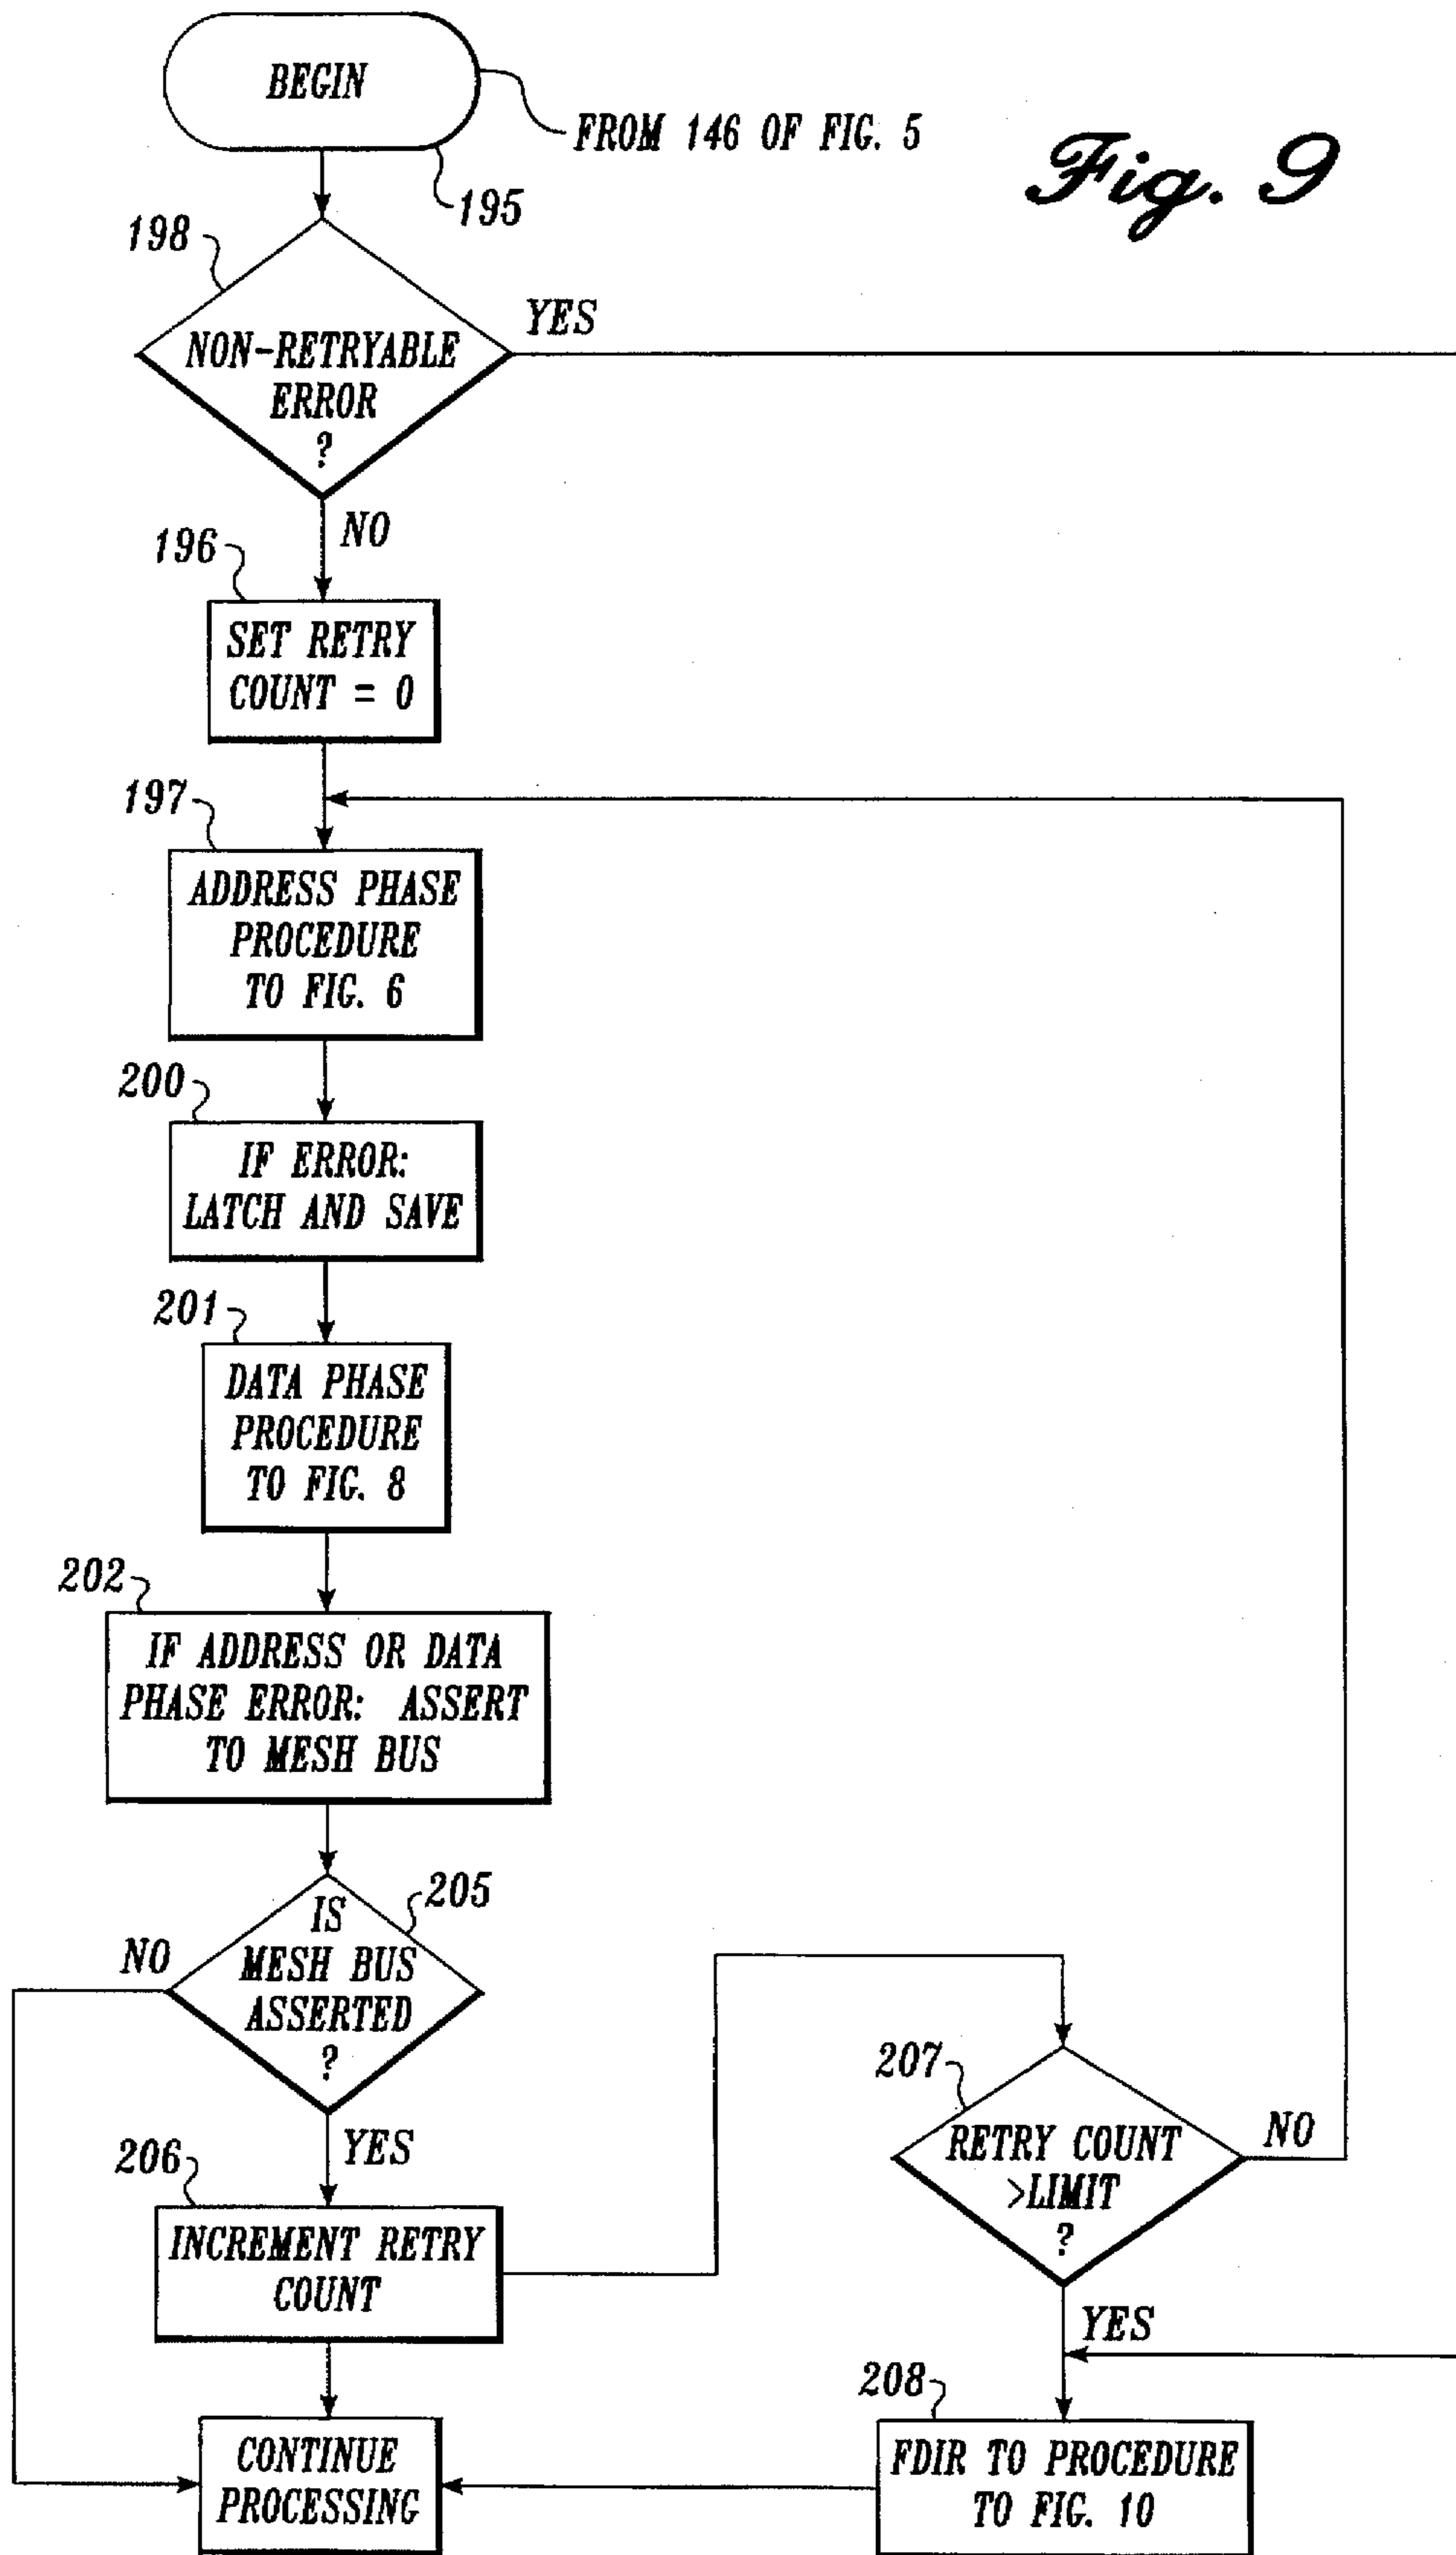 BEGIN
FROM 146 OF FIG. 5
Fig. 9
195
198
NON-RETRYABLE
ERROR
?
YES
NO
196
SET RETRY
COUNT = 0
197
ADDRESS PHASE
PROCEDURE
TO FIG. 6
200
IF ERROR:
LATCH AND SAVE
201
DATA PHASE
PROCEDURE
TO FIG. 8
202
IF ADDRESS OR DATA
PHASE ERROR: ASSERT
TO MESH BUS
205
IS
MESH BUS
ASSERTED
?
NO
YES
206
INCREMENT RETRY
COUNT
207
RETRY COUNT
>LIMIT
?
NO
YES
208
FDIR TO PROCEDURE
TO FIG. 10
CONTINUE
PROCESSING